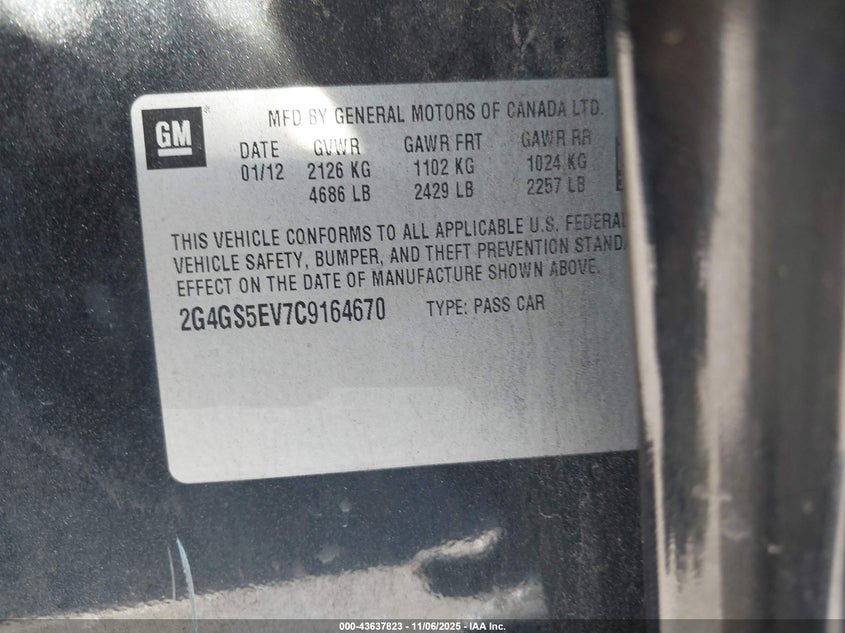 GM
MFD BY GENERAL MOTORS OF CANADA LTD.
DATE GVWR GAWR FRT GAWR RR
01/12 2126 KG 1102 KG 1024 KG
4686 LB 2429 LB 2257 LB
THIS VEHICLE CONFORMS TO ALL APPLICABLE U.S. FEDERAL
VEHICLE SAFETY, BUMPER, AND THEFT PREVENTION STANDA
EFFECT ON THE DATE OF MANUFACTURE SHOWN ABOVE.
2G4GS5EV7C9164670 TYPE: PASS CAR
000-43637823 - 11/06/2025 - IAA Inc.